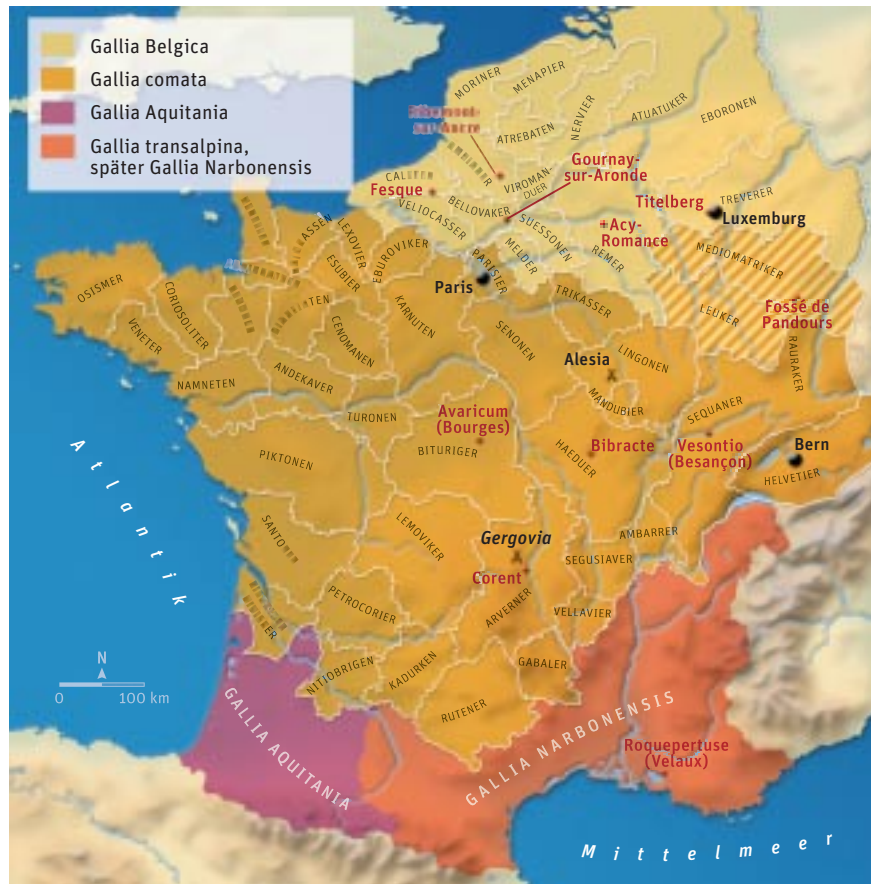 Gallia Belgica
Gallia comata
Gallia Aquitania
Gallia transalpina,
später Gallia Narbonensis
MORINER
MENAPIER
NERVIER
ATUATUKER
EBORONEN
ATREBATEN
CALETER
VIROMAN-
DUER
Gournay-
sur-Aronde
Fesque
VELIOCASSER
BELLOVAKER
SUESSONEN
Acy-
Romance
Titelberg
TREVERER
Luxemburg
REMER
MELDER
PARISIER
Paris
MEDIOMATRIKER
LEUKER
Fossé de
Pandours
RAURAKER
LEXOVIER
ESUBIER
EBUROVIKER
OSISMER
CORIOSOLITER
VENETER
NAMNETEN
ANDEKAVER
CENOMANEN
KARNUTEN
TRIKASSER
SENONEN
LINGONEN
Alesia
MANDUBIER
TURONEN
Avaricum
(Bourges)
BITURIGER
PIKTONEN
HAEDUER
Bibracte
SEQUANER
Vesontio
(Besançon)
Bern
HELVETIER
SANTONER
LEMOVIKER
Gergovia
Corent
ARVERNER
AMBARRER
SEGUSIAVER
VELLAVIER
PETROCORIER
NITIOBRIGEN
KADURKEN
GABALER
RUTENER
Atlantik
N
0 100 km
GALLIA AQUITANIA
GALLIA NARBONENSIS
Roquepertuse
(Velaux)
Mittelmeer